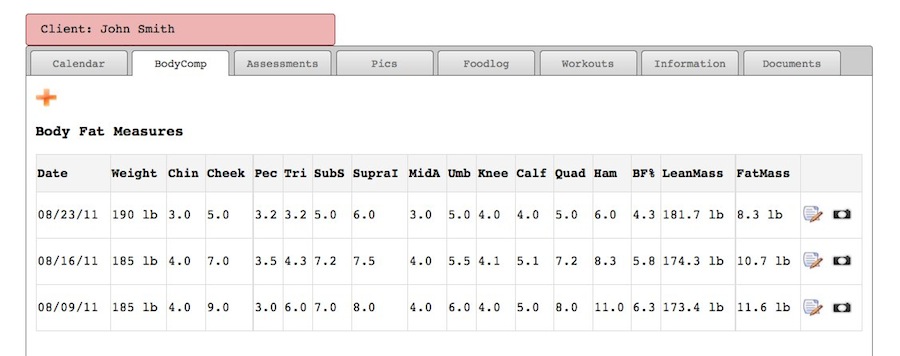 Client: John Smith
Calendar BodyComp Assessments Pics Foodlog Workouts Information Documents
Body Fat Measures
Date Weight Chin Cheek Pec Tri SubS SupraI MidA Umb Knee Calf Quad Ham BF% LeanMass FatMass
08/23/11 190 lb 3.0 5.0 3.2 3.2 5.0 6.0 3.0 5.0 4.0 4.0 5.0 6.0 4.3 181.7 lb 8.3 lb
08/16/11 185 lb 4.0 7.0 3.5 4.3 7.2 7.5 4.0 5.5 4.1 5.1 7.2 8.3 5.8 174.3 lb 10.7 lb
08/09/11 185 lb 4.0 9.0 3.0 6.0 7.0 8.0 4.0 6.0 4.0 5.0 8.0 11.0 6.3 173.4 lb 11.6 lb